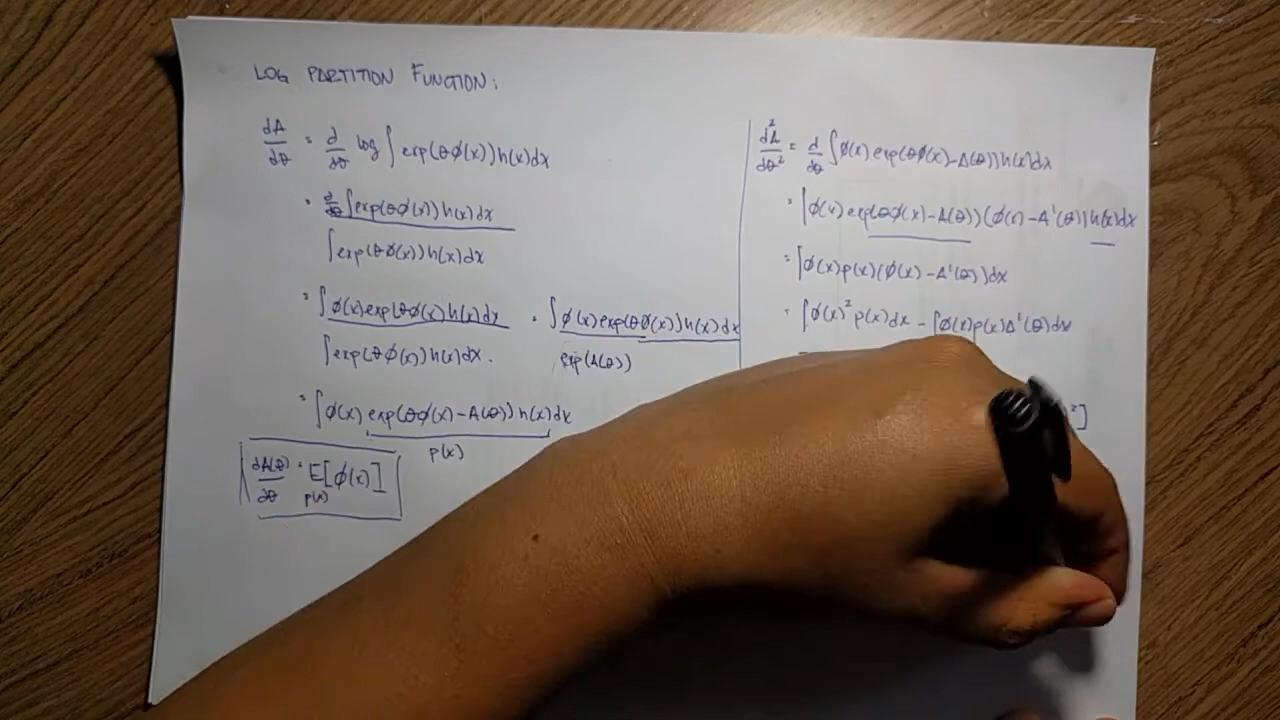 LOG PARTITION FUNCTION:
dA/dθ = d/dθ log ∫ exp(θφ(x)) h(x)dx
= d/dθ ∫exp(θφ(x)) h(x)dx
∫exp(θφ(x)) h(x)dx
= ∫φ(x)exp(θφ(x)) h(x)dx = ∫φ(x)exp(θφ(x)) h(x)dx
∫exp(θφ(x)) h(x)dx. exp(A(θ))
= ∫φ(x) exp(θφ(x) - A(θ)) h(x)dx
p(x)
dA(θ)/dθ = E[φ(x)]
p(x)
d²A/dθ² = d/dθ ∫φ(x) exp(θφ(x) - A(θ)) h(x)dx
= ∫φ(x) exp(θφ(x) - A(θ)) (φ(x) - A'(θ)) h(x)dx
= ∫φ(x)p(x)(φ(x) - A'(θ)) dx
= ∫φ(x)² p(x)dx - ∫φ(x)p(x)A'(θ)dx
²]